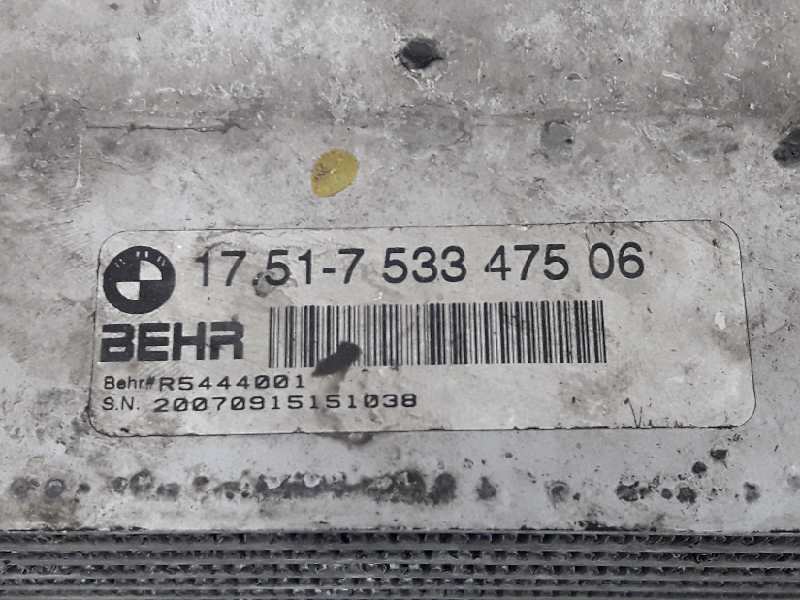 17 51-7 533 475 06
BEHR
Behr# R5444001
S.N. 20070915151038